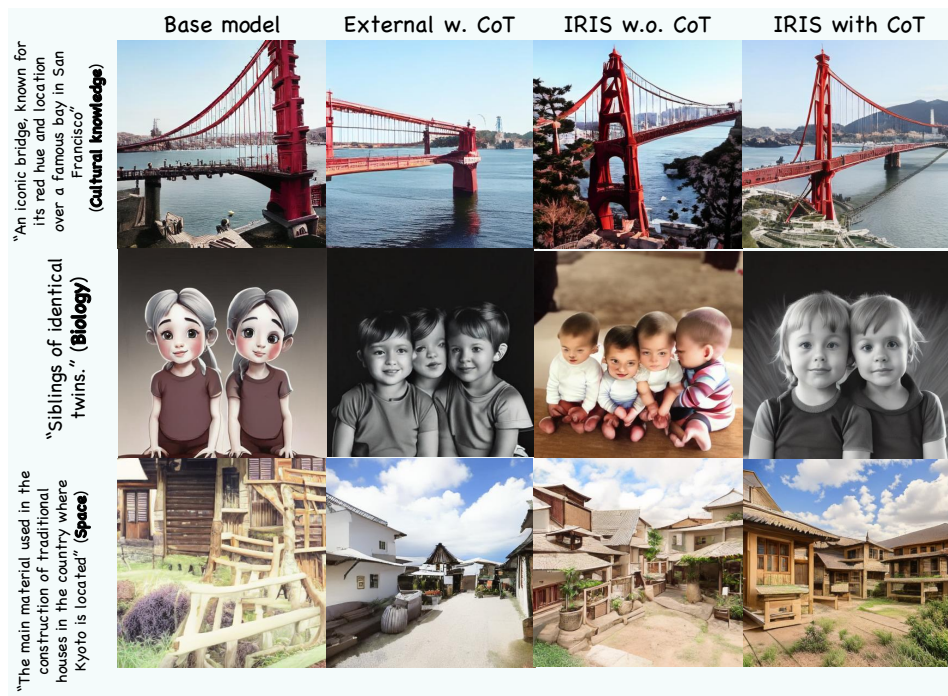 Base model
External w. CoT
IRIS w.o. CoT
IRIS with CoT
"An iconic bridge, known for
its red hue and location
over a famous bay in San
Francisco"
(Cultural knowledge)
"Siblings of identical
twins." (Biology)
"The main material used in the
construction of traditional
houses in the country where
Kyoto is located" (Space)